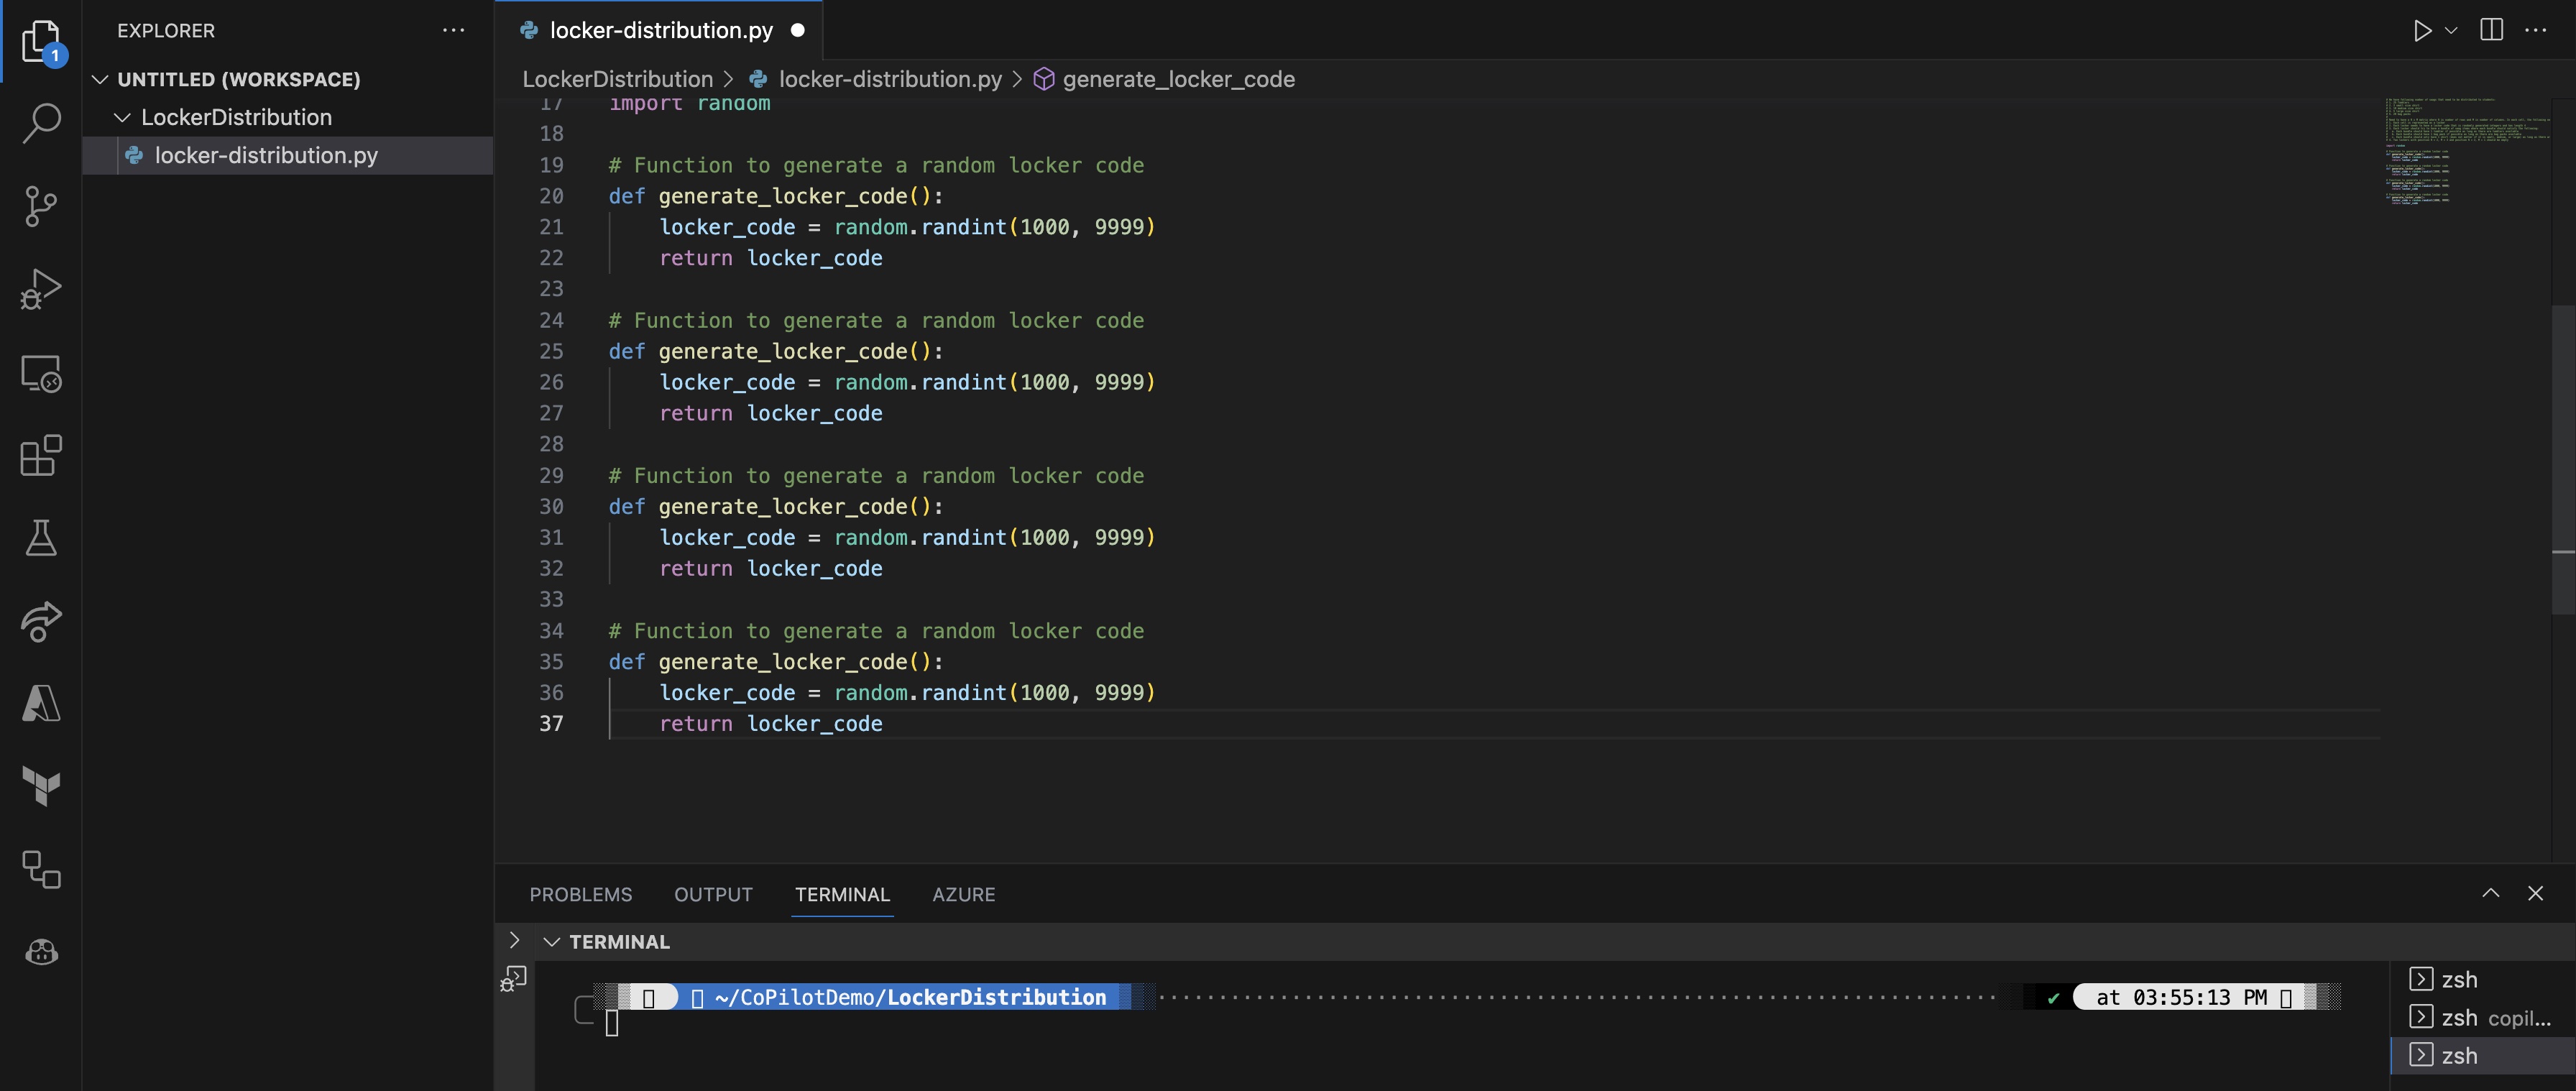 1
EXPLORER
UNTITLED (WORKSPACE)
LockerDistribution
locker-distribution.py
locker-distribution.py
LockerDistribution > locker-distribution.py > generate_locker_code
17 import random
18
19 # Function to generate a random locker code
20 def generate_locker_code():
21     locker_code = random.randint(1000, 9999)
22     return locker_code
23
24 # Function to generate a random locker code
25 def generate_locker_code():
26     locker_code = random.randint(1000, 9999)
27     return locker_code
28
29 # Function to generate a random locker code
30 def generate_locker_code():
31     locker_code = random.randint(1000, 9999)
32     return locker_code
33
34 # Function to generate a random locker code
35 def generate_locker_code():
36     locker_code = random.randint(1000, 9999)
37     return locker_code
PROBLEMS OUTPUT TERMINAL AZURE
TERMINAL
~/CoPilotDemo/LockerDistribution ✔ at 03:55:13 PM
zsh
zsh copil...
zsh